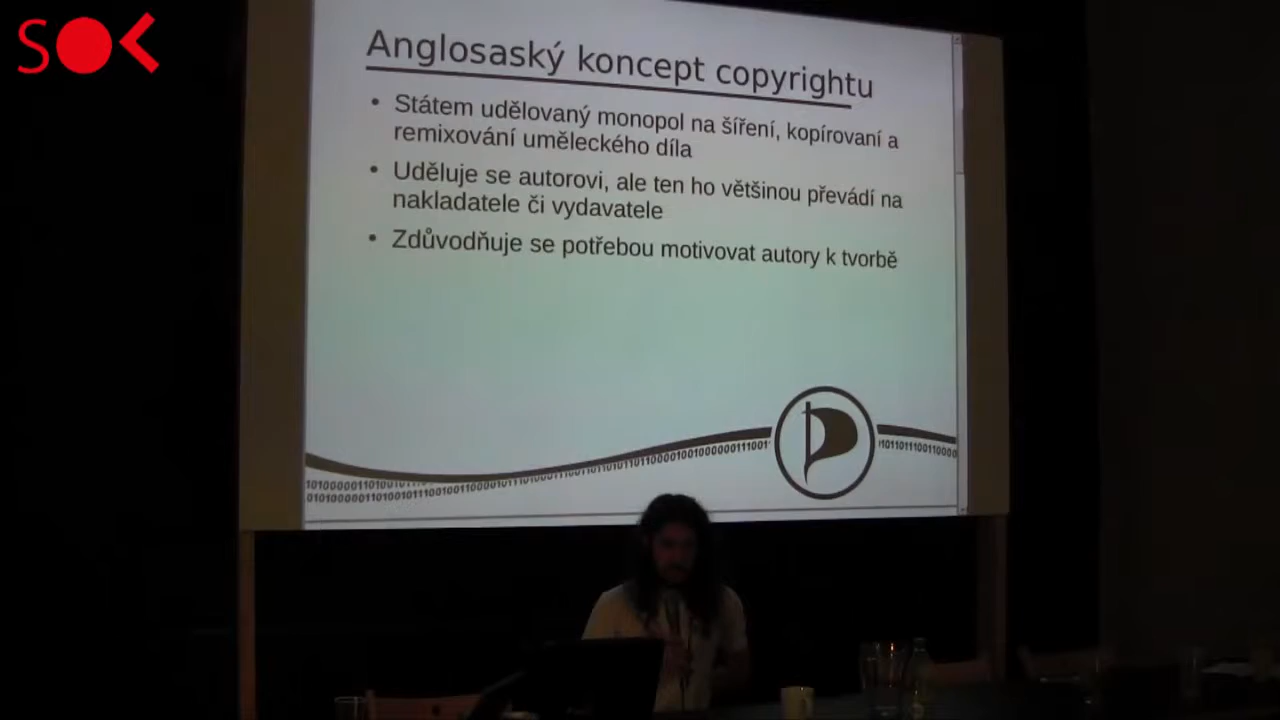 SOK
Anglosaský koncept copyrightu
• Státem udělovaný monopol na šíření, kopírovaní a
remixování uměleckého díla
• Uděluje se autorovi, ale ten ho většinou převádí na
nakladatele či vydavatele
• Zdůvodňuje se potřebou motivovat autory k tvorbě